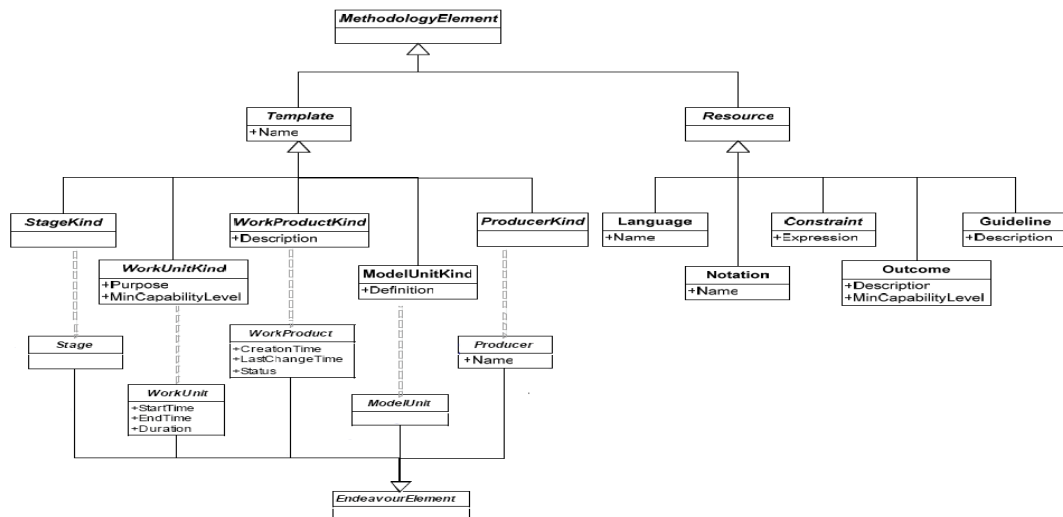 MethodologyElement
Template
+Name
Resource
StageKind
WorkProductKind
+Description
ProducerKind
Language
+Name
Constraint
+Expression
Guideline
+Description
WorkUnitKind
+Purpose
+MinCapabilityLevel
ModelUnitKind
+Definition
Notation
+Name
Outcome
+Description
+MinCapabilityLevel
Stage
WorkProduct
+CreatonTime
+LastChangeTime
+Status
Producer
+Name
WorkUnit
+StartTime
+EndTime
+Duration
ModelUnit
EndeavourElement